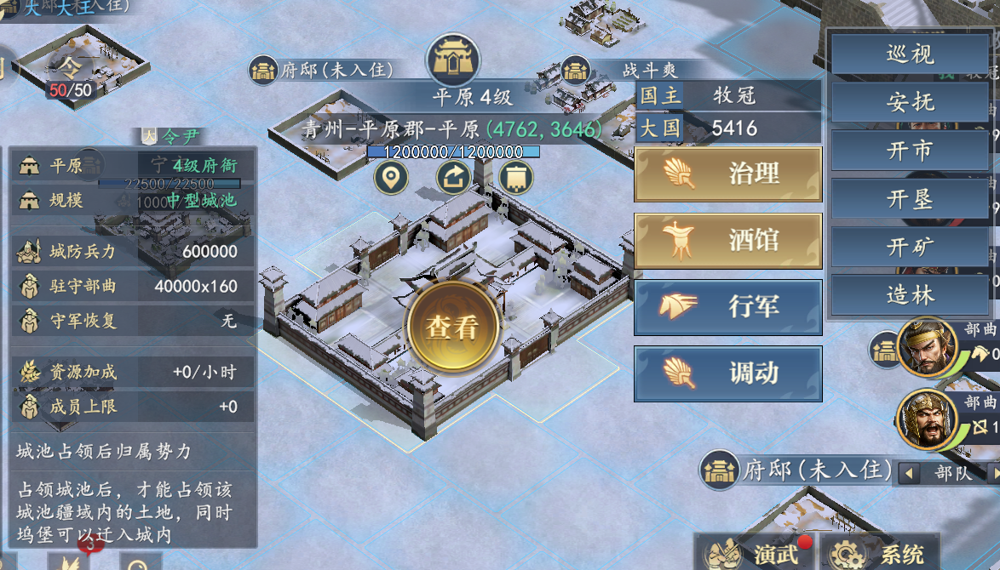 令
50/50
府邸(未入住)
平原 4级
青州-平原郡-平原(4762,3646)
1200000/1200000
战斗爽
国主 牧冠
大国 5416
治理
酒馆
行军
调动
巡视
安抚
开市
开垦
开矿
造林
大 令尹
平原 4级府衙
22500/22500
规模 中型城池
城防兵力 600000
驻守部曲 40000x160
守军恢复 无
资源加成 +0/小时
成员上限 +0
城池占领后归属势力
占领城池后，才能占领该
城池疆域内的土地，同时
坞堡可以迁入城内
3
查看
部曲
0
部曲
1
府邸(未入住)
部队
演武
系统